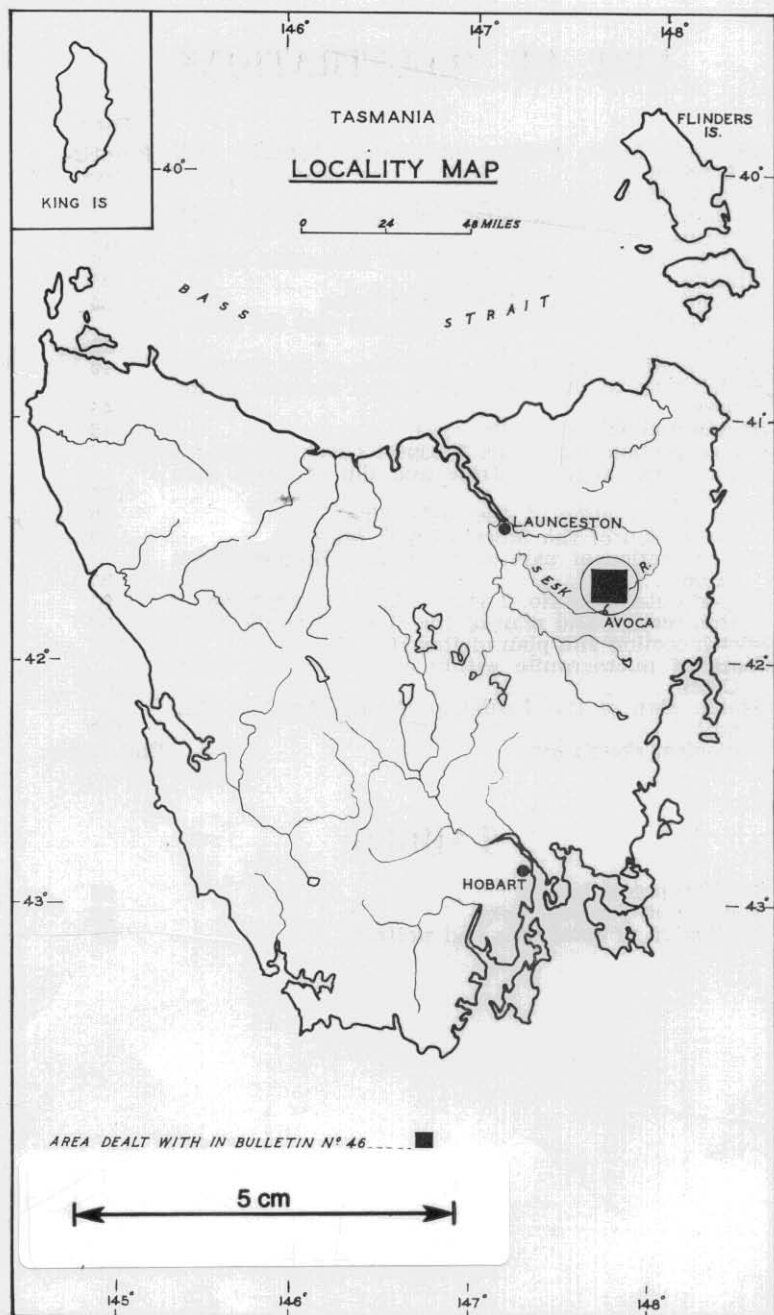 146° 147° 148°
TASMANIA
LOCALITY MAP
0 24 48 MILES
KING IS
FLINDERS
IS.
40° 40°
BASS STRAIT
41° 41°
LAUNCESTON
S ESK R.
AVOCA
42° 42°
HOBART
43° 43°
AREA DEALT WITH IN BULLETIN Nº 46
5 cm
145° 146° 147° 148°